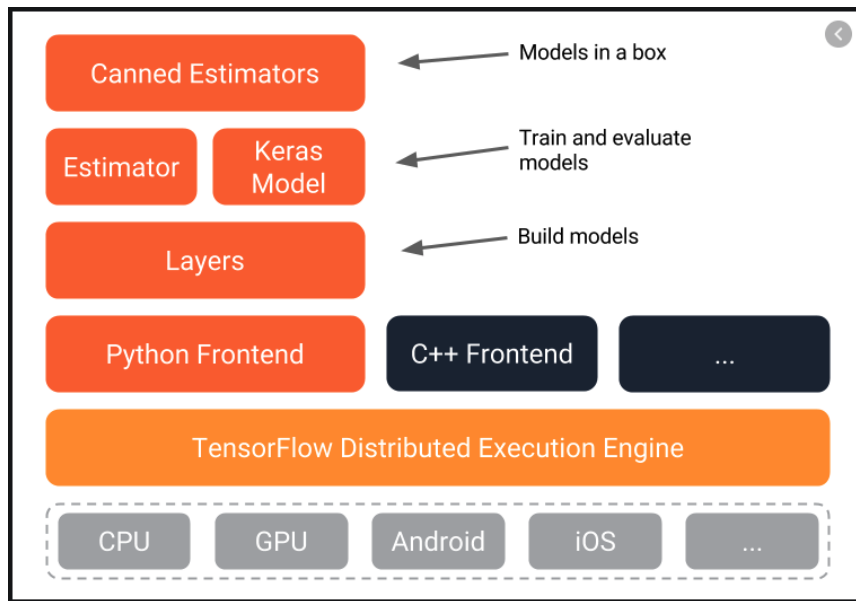 Canned Estimators
Models in a box
Estimator
Keras
Model
Train and evaluate
models
Layers
Build models
Python Frontend
C++ Frontend
...
TensorFlow Distributed Execution Engine
CPU
GPU
Android
iOS
...